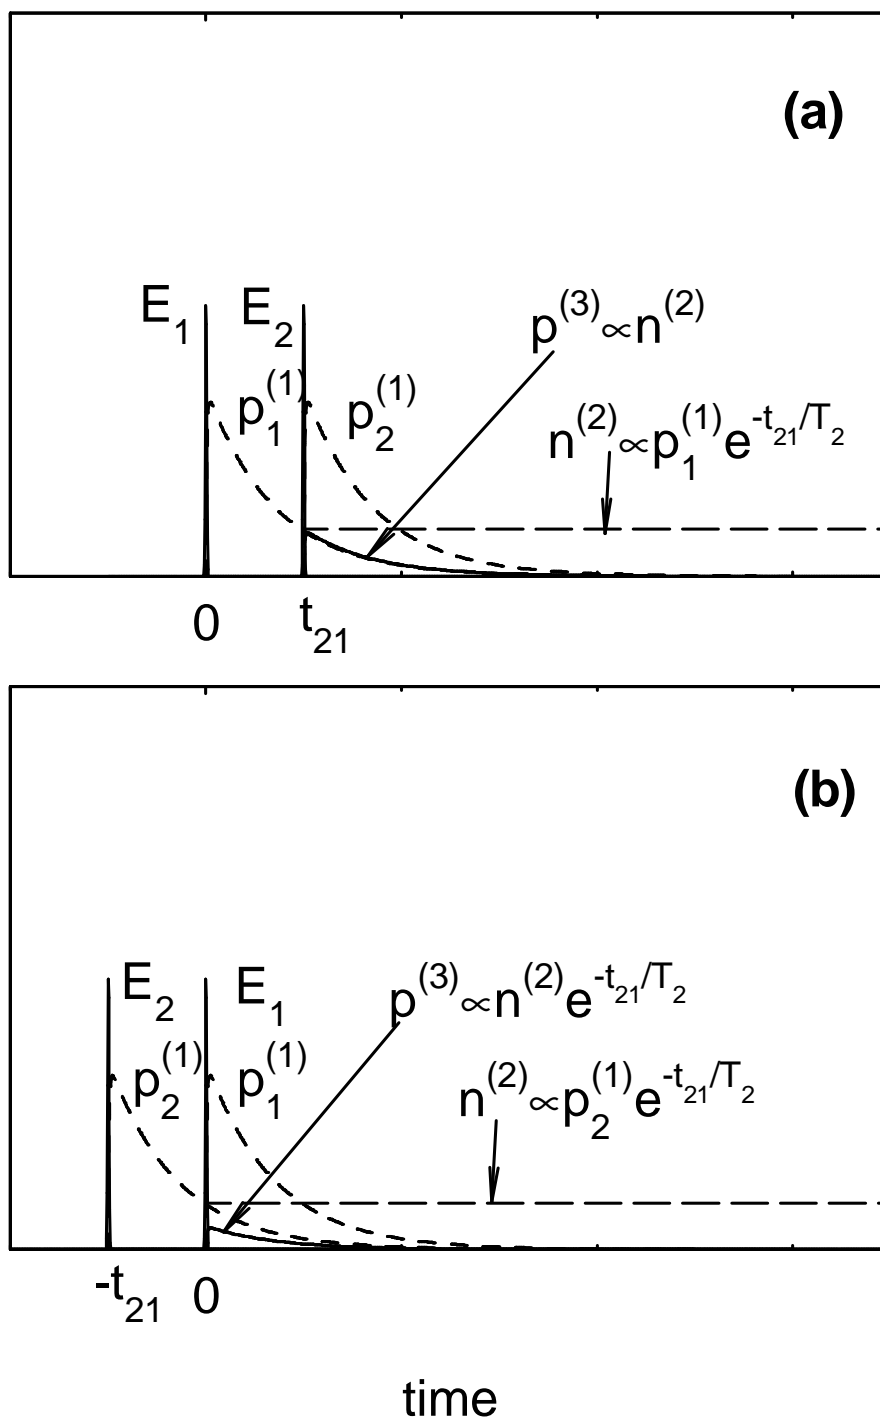 (a)
E₁ E₂ p⁽³⁾∝n⁽²⁾
p₁⁽¹⁾ p₂⁽¹⁾ n⁽²⁾∝p₁⁽¹⁾e^(-t₂₁/T₂)
0 t₂₁
(b)
E₂ E₁ p⁽³⁾∝n⁽²⁾e^(-t₂₁/T₂)
p₂⁽¹⁾ p₁⁽¹⁾ n⁽²⁾∝p₂⁽¹⁾e^(-t₂₁/T₂)
-t₂₁ 0
time